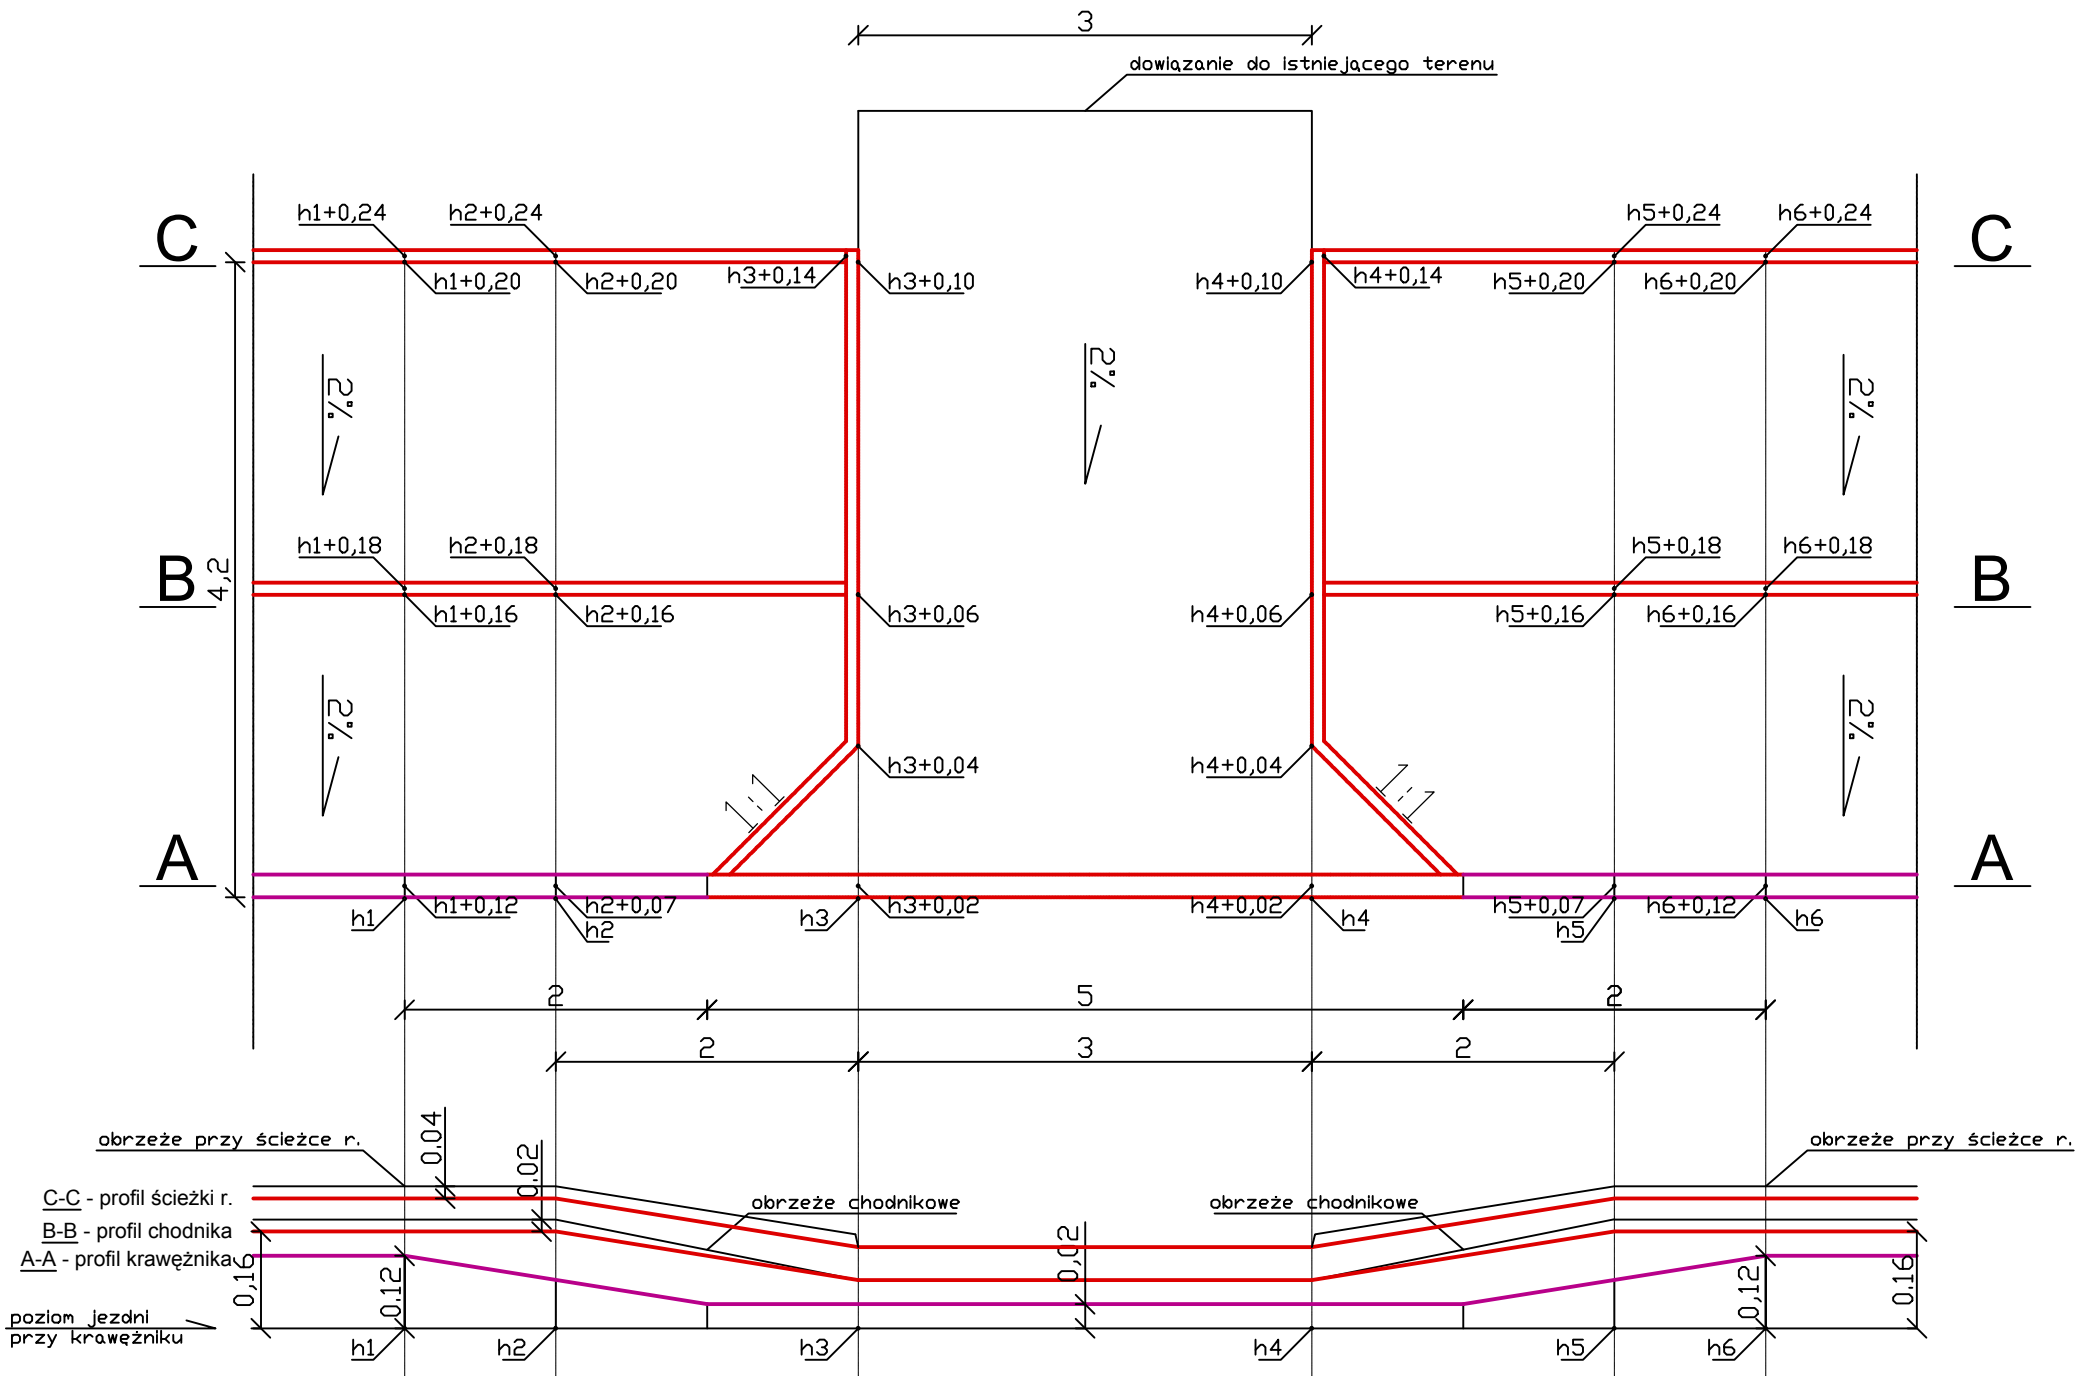 3
dowiązanie do istniejącego terenu
h1+0,24 h2+0,24 h5+0,24 h6+0,24
C C
h1+0,20 h2+0,20 h3+0,14 h3+0,10 h4+0,10 h4+0,14 h5+0,20 h6+0,20
2% 2% 2% 
h1+0,18 h2+0,18 h5+0,18 h6+0,18
B 4,2 B
h1+0,16 h2+0,16 h3+0,06 h4+0,06 h5+0,16 h6+0,16
2% 2%
h3+0,04 h4+0,04
1:1 1:1
A A
h1 h1+0,12 h2+0,07 h3 h3+0,02 h4+0,02 h4 h5+0,07 h6+0,12 h6
h2 h5
2 5 2
2 3 2
0.04 0.02
obrzeże przy ścieżce r. obrzeże przy ścieżce r.
C-C - profil ścieżki r.
obrzeże chodnikowe obrzeże chodnikowe
B-B - profil chodnika
A-A - profil krawężnika
0,16 0.12 0,02 0,12 0.16
poziom jezdni
przy krawężniku
h1 h2 h3 h4 h5 h6